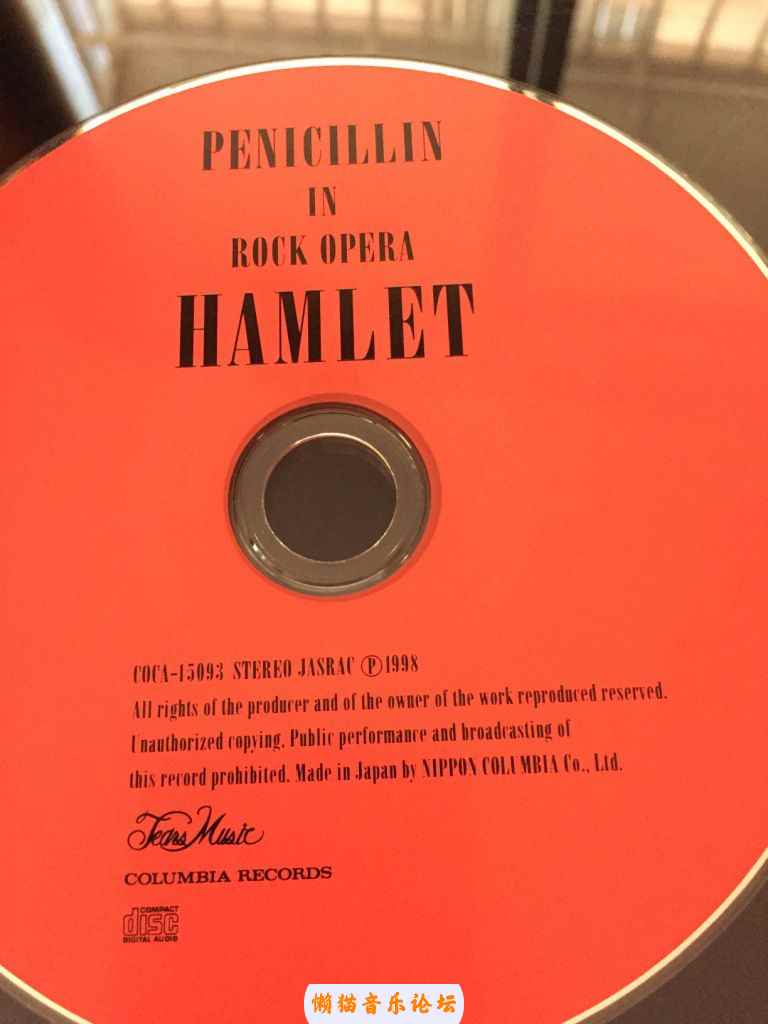 PENICILLIN
IN
ROCK OPERA
HAMLET
COCA-15093 STEREO JASRAC Ⓟ1998
All rights of the producer and of the owner of the work reproduced reserved.
Unauthorized copying. Public performance and broadcasting of
this record prohibited. Made in Japan by NIPPON COLUMBIA Co., Ltd.
Tears Music
COLUMBIA RECORDS
COMPACT
disc
DIGITAL AUDIO
懒猫音乐论坛